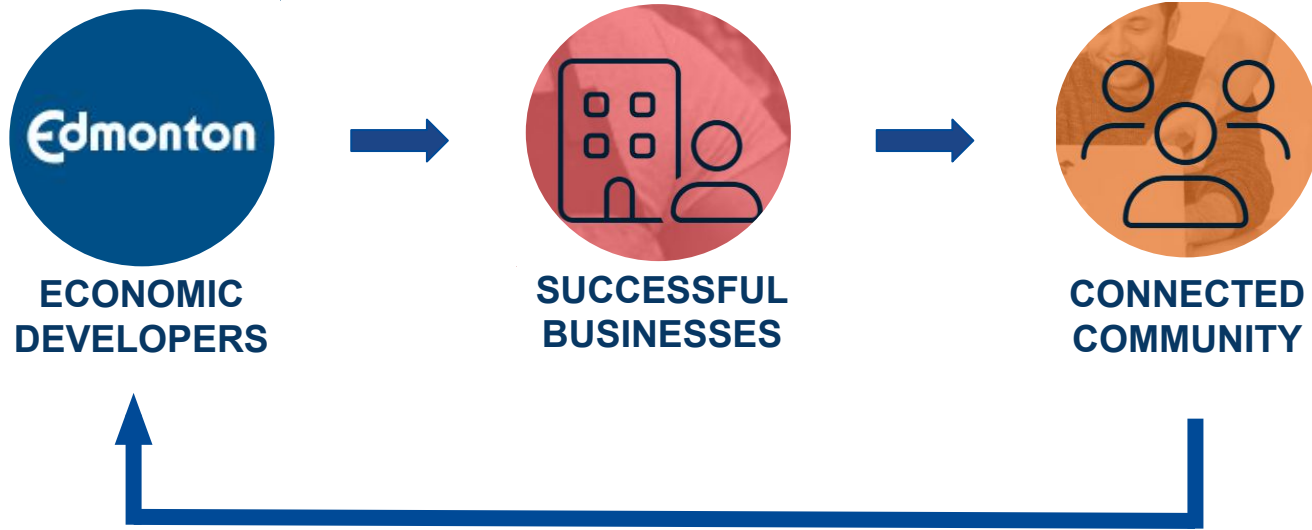 Edmonton
ECONOMIC
DEVELOPERS
SUCCESSFUL
BUSINESSES
CONNECTED
COMMUNITY